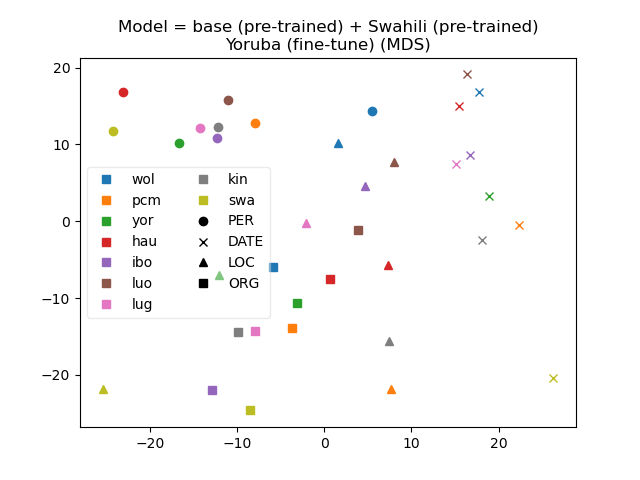 Model = base (pre-trained) + Swahili (pre-trained)
Yoruba (fine-tune) (MDS)
20
10
0
−10
−20
wol
pcm
yor
hau
ibo
luo
lug
kin
swa
PER
DATE
LOC
ORG
−20
−10
0
10
20